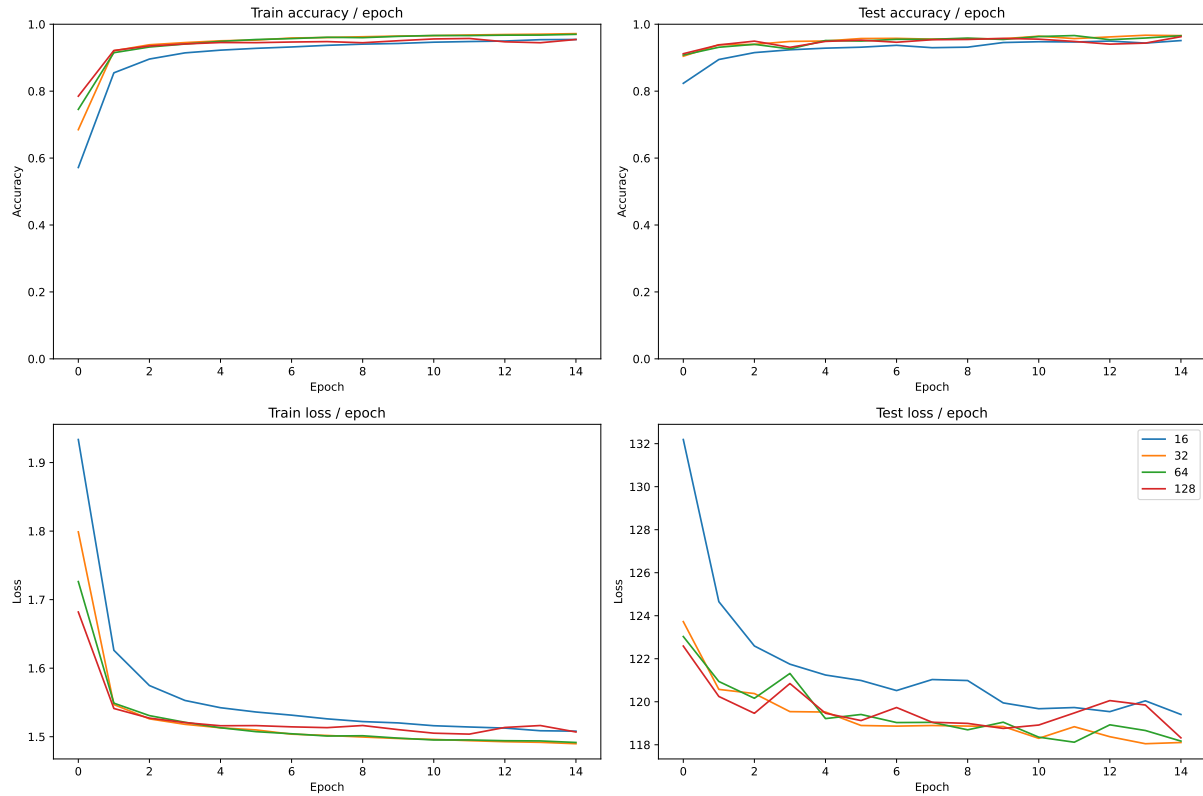 Train accuracy / epoch
Accuracy
1.0
0.8
0.6
0.4
0.2
0.0
0 2 4 6 8 10 12 14
Epoch
Test accuracy / epoch
Accuracy
1.0
0.8
0.6
0.4
0.2
0.0
0 2 4 6 8 10 12 14
Epoch
Train loss / epoch
Loss
1.9
1.8
1.7
1.6
1.5
0 2 4 6 8 10 12 14
Epoch
Test loss / epoch
Loss
132
130
128
126
124
122
120
118
0 2 4 6 8 10 12 14
Epoch
16
32
64
128